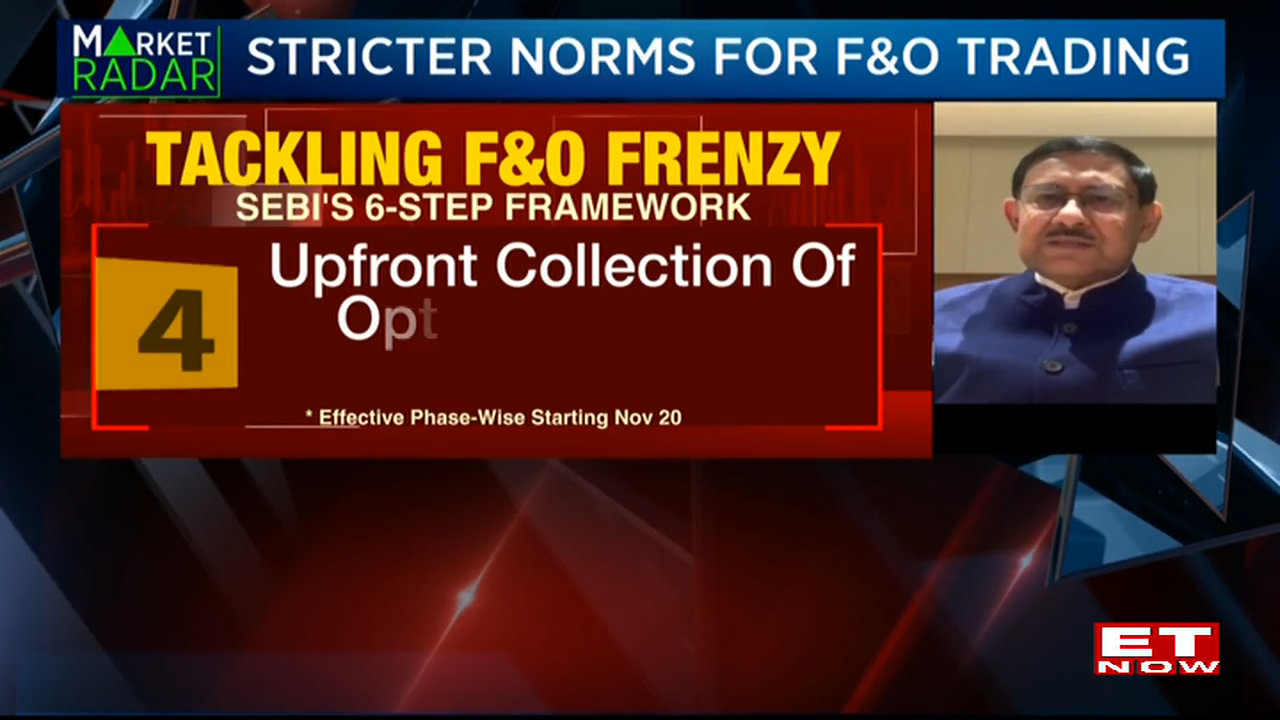 MARKET
RADAR
STRICTER NORMS FOR F&O TRADING
TACKLING F&O FRENZY
SEBI'S 6-STEP FRAMEWORK
4
Upfront Collection Of
Opt
* Effective Phase-Wise Starting Nov 20
ET
NOW